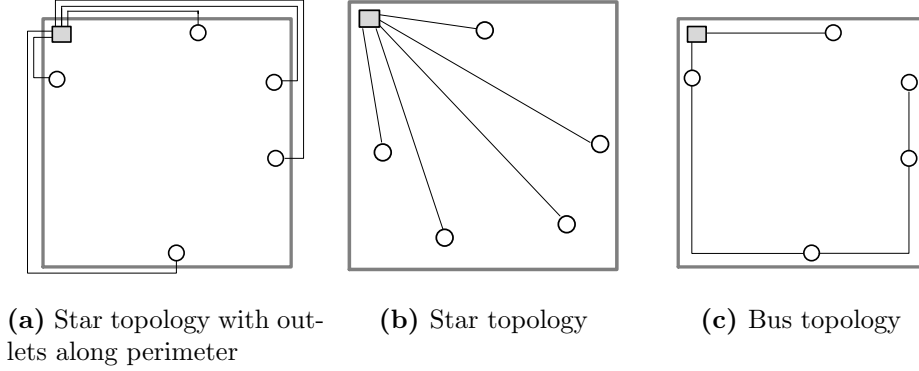 (a) Star topology with out-
lets along perimeter
(b) Star topology
(c) Bus topology